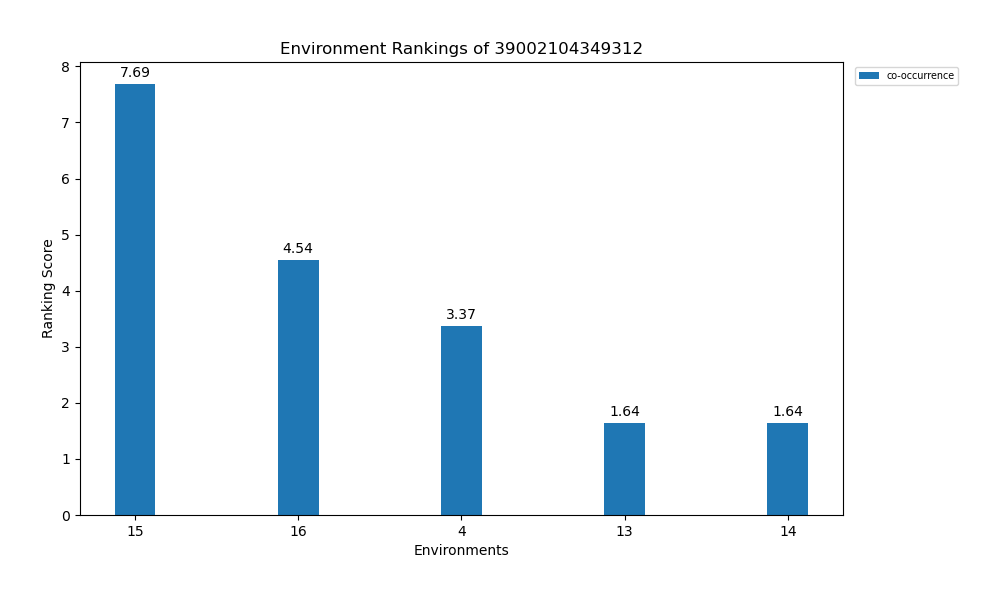 Environment Rankings of 39002104349312
co-occurrence
Ranking Score
8
7
6
5
4
3
2
1
0
7.69
4.54
3.37
1.64
1.64
15 16 4 13 14
Environments